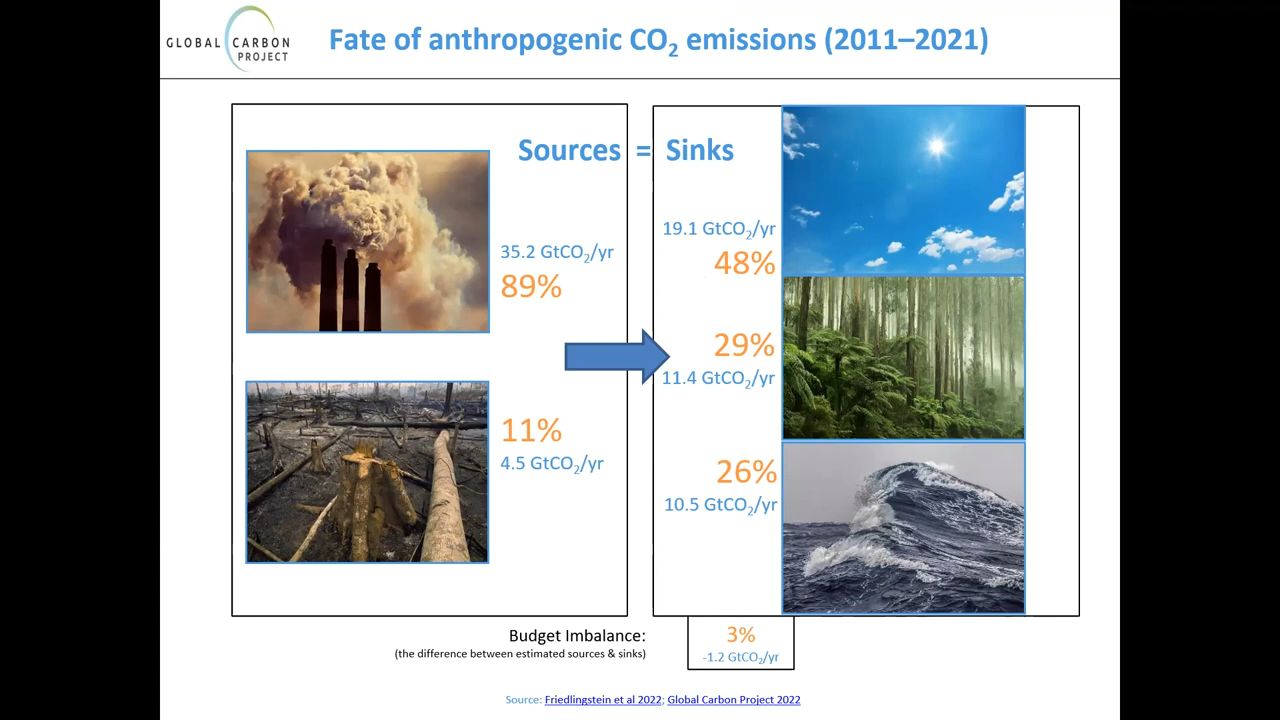 GLOBAL CARBON
PROJECT
Fate of anthropogenic CO₂ emissions (2011–2021)
Sources = Sinks
35.2 GtCO₂/yr
89%
11%
4.5 GtCO₂/yr
19.1 GtCO₂/yr
48%
29%
11.4 GtCO₂/yr
26%
10.5 GtCO₂/yr
Budget Imbalance:
(the difference between estimated sources & sinks)
3%
-1.2 GtCO₂/yr
Source: Friedlingstein et al 2022; Global Carbon Project 2022